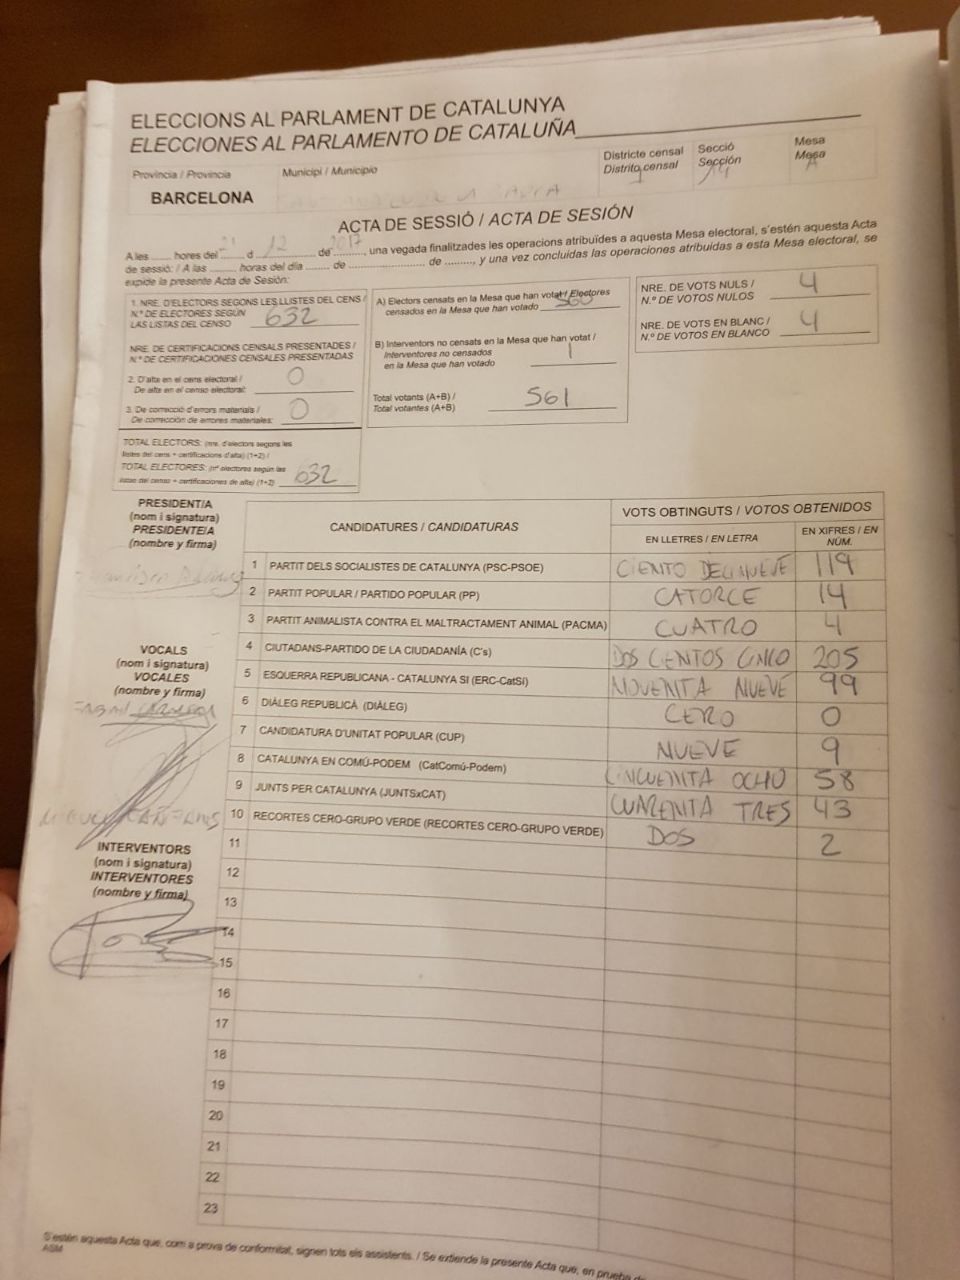 ELECCIONS AL PARLAMENT DE CATALUNYA
ELECCIONES AL PARLAMENTO DE CATALUÑA
Província / Provincia
BARCELONA
Municipi / Municipio
Districte censal
Distrito censal
1
Secció
Sección
14
Mesa
Mesa
A
ACTA DE SESSIÓ / ACTA DE SESIÓN
A les ........ hores del 21 d 12 de 2017, una vegada finalitzades les operacions atribuïdes a aquesta Mesa electoral, s'estén aquesta Acta
de sessió: / A las ........ horas del día ........ de ........................ de ........., y una vez concluidas las operaciones atribuidas a esta Mesa electoral, se
expide la presente Acta de Sesión:
1. NRE. D'ELECTORS SEGONS LES LLISTES DEL CENS /
N.º DE ELECTORES SEGÚN
LAS LISTAS DEL CENSO
632
NRE. DE CERTIFICACIONS CENSALS PRESENTADES /
N.º DE CERTIFICACIONES CENSALES PRESENTADAS
2. D'alta en el cens electoral /
De alta en el censo electoral:
0
3. De correcció d'errors materials /
De corrección de errores materiales:
0
TOTAL ELECTORS: (nre. d'electors segons les
llistes del cens + certificacions d'alta) (1+2) /
TOTAL ELECTORES: (nº electores según las
listas del censo + certificaciones de alta) (1+2)
632
A) Electors censats en la Mesa que han votat / Electores
censados en la Mesa que han votado
560
B) Interventors no censats en la Mesa que han votat /
Interventores no censados
en la Mesa que han votado
1
Total votants (A+B) /
Total votantes (A+B)
561
NRE. DE VOTS NULS /
N.º DE VOTOS NULOS
4
NRE. DE VOTS EN BLANC /
N.º DE VOTOS EN BLANCO
4
PRESIDENT/A
(nom i signatura)
PRESIDENTE/A
(nombre y firma)
VOCALS
(nom i signatura)
VOCALES
(nombre y firma)
INTERVENTORS
(nom i signatura)
INTERVENTORES
(nombre y firma)
CANDIDATURES / CANDIDATURAS
VOTS OBTINGUTS / VOTOS OBTENIDOS
EN LLETRES / EN LETRA
EN XIFRES / EN
NÚM.
1 PARTIT DELS SOCIALISTES DE CATALUNYA (PSC-PSOE) CIENTO DECINUEVE 119
2 PARTIT POPULAR / PARTIDO POPULAR (PP) CATORCE 14
3 PARTIT ANIMALISTA CONTRA EL MALTRACTAMENT ANIMAL (PACMA) CUATRO 4
4 CIUTADANS-PARTIDO DE LA CIUDADANÍA (C's) DOS CIENTOS CINCO 205
5 ESQUERRA REPUBLICANA - CATALUNYA SÍ (ERC-CatSí) NOVENTA NUEVE 99
6 DIÀLEG REPUBLICÀ (DIÀLEG) CERO 0
7 CANDIDATURA D'UNITAT POPULAR (CUP) NUEVE 9
8 CATALUNYA EN COMÚ-PODEM (CatComú-Podem) CINCUENTA OCHO 58
9 JUNTS PER CATALUNYA (JUNTSxCAT) CUARENTA TRES 43
10 RECORTES CERO-GRUPO VERDE (RECORTES CERO-GRUPO VERDE) DOS 2
11
12
13
14
15
16
17
18
19
20
21
22
23
S'estén aquesta Acta que, com a prova de conformitat, signen tots els assistents. / Se extiende la presente Acta que, en prueba de
ASM